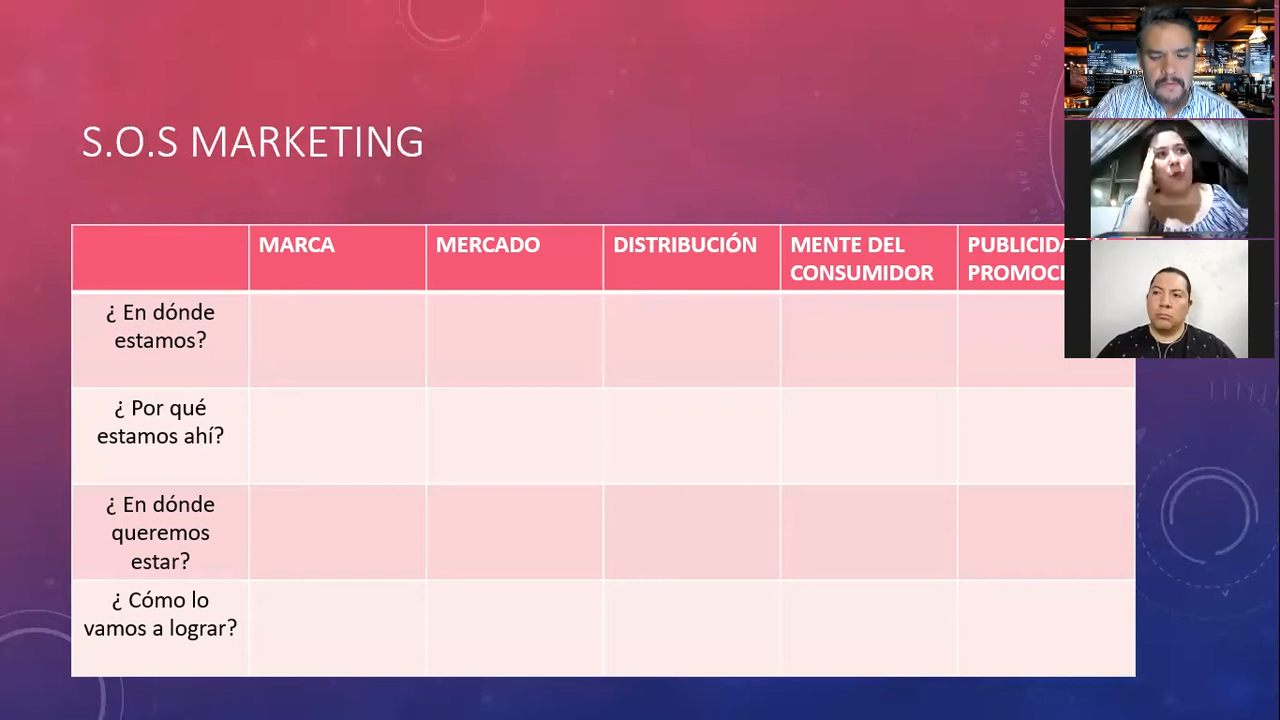 S.O.S MARKETING
MARCA
MERCADO
DISTRIBUCIÓN
MENTE DEL
CONSUMIDOR
¿ En dónde
estamos?
¿ Por qué
estamos ahí?
¿ En dónde
queremos
estar?
¿ Cómo lo
vamos a lograr?